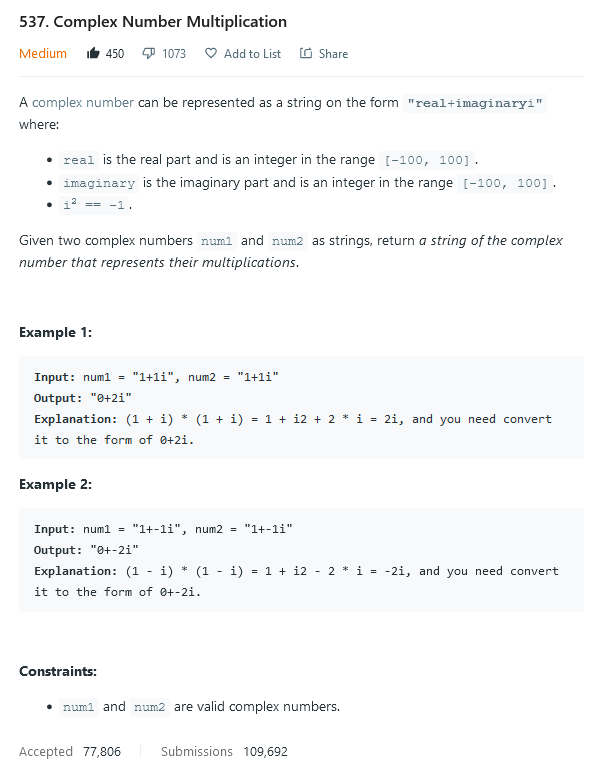 537. Complex Number Multiplication
Medium 450 1073 Add to List Share
A complex number can be represented as a string on the form "real+imaginaryi"
where:
• real is the real part and is an integer in the range [-100, 100].
• imaginary is the imaginary part and is an integer in the range [-100, 100].
• i² == -1.
Given two complex numbers num1 and num2 as strings, return a string of the complex
number that represents their multiplications.
Example 1:
Input: num1 = "1+1i", num2 = "1+1i"
Output: "0+2i"
Explanation: (1 + i) * (1 + i) = 1 + i2 + 2 * i = 2i, and you need convert
it to the form of 0+2i.
Example 2:
Input: num1 = "1+-1i", num2 = "1+-1i"
Output: "0+-2i"
Explanation: (1 - i) * (1 - i) = 1 + i2 - 2 * i = -2i, and you need convert
it to the form of 0+-2i.
Constraints:
• num1 and num2 are valid complex numbers.
Accepted 77,806 Submissions 109,692